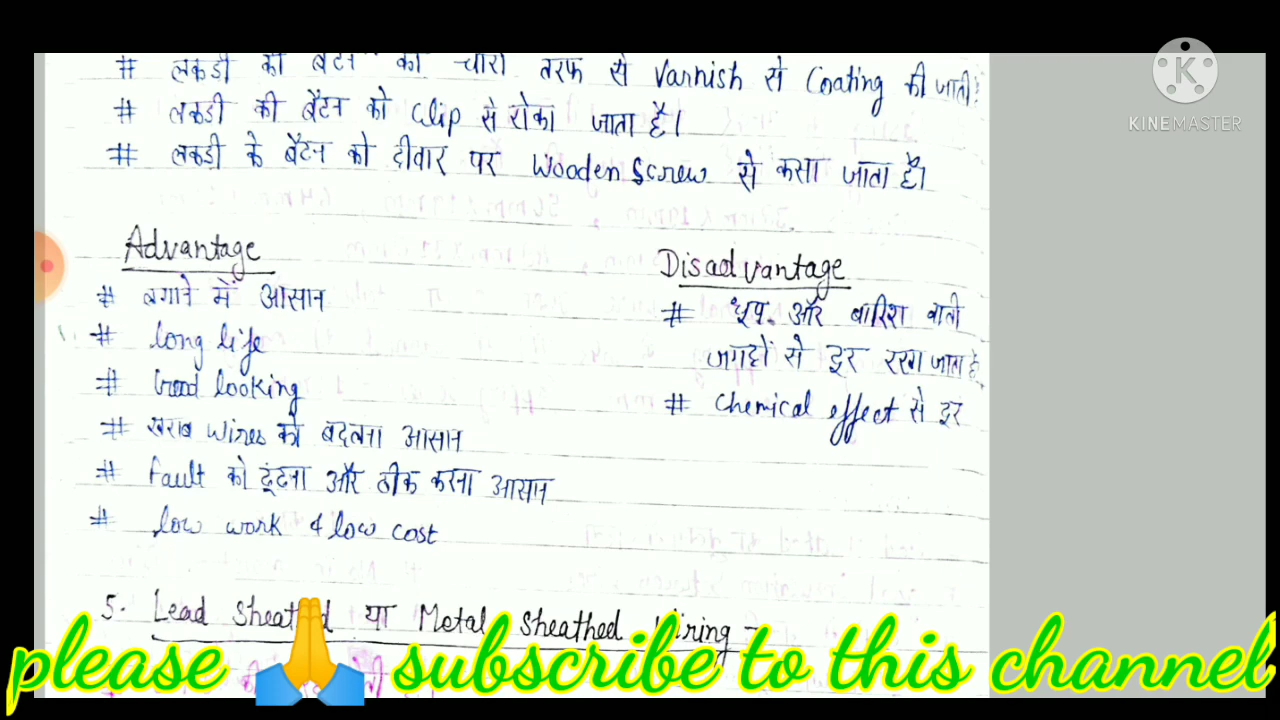 # लकडी की बैटन को चारो तरफ से Varnish से Coating की जाती
# लकडी की बैटन को Clip से रोका जाता है।
# लकडी के बैटन को दीवार पर Wooden Screw से कसा जाता है।
Advantage
# लगाने में आसान
# long life
# Good looking
# खराब wires को बदलना आसान
# Fault को ढूंढना और ठीक करना आसान
# low work & low cost
Disadvantage
# धूप और बारिश वाली
जगहों से दूर रखा जाता है
# Chemical effect से दूर
5. Lead Sheathed या Metal Sheathed Wiring -
please 🙏 subscribe to this channel
K
KINEMASTER